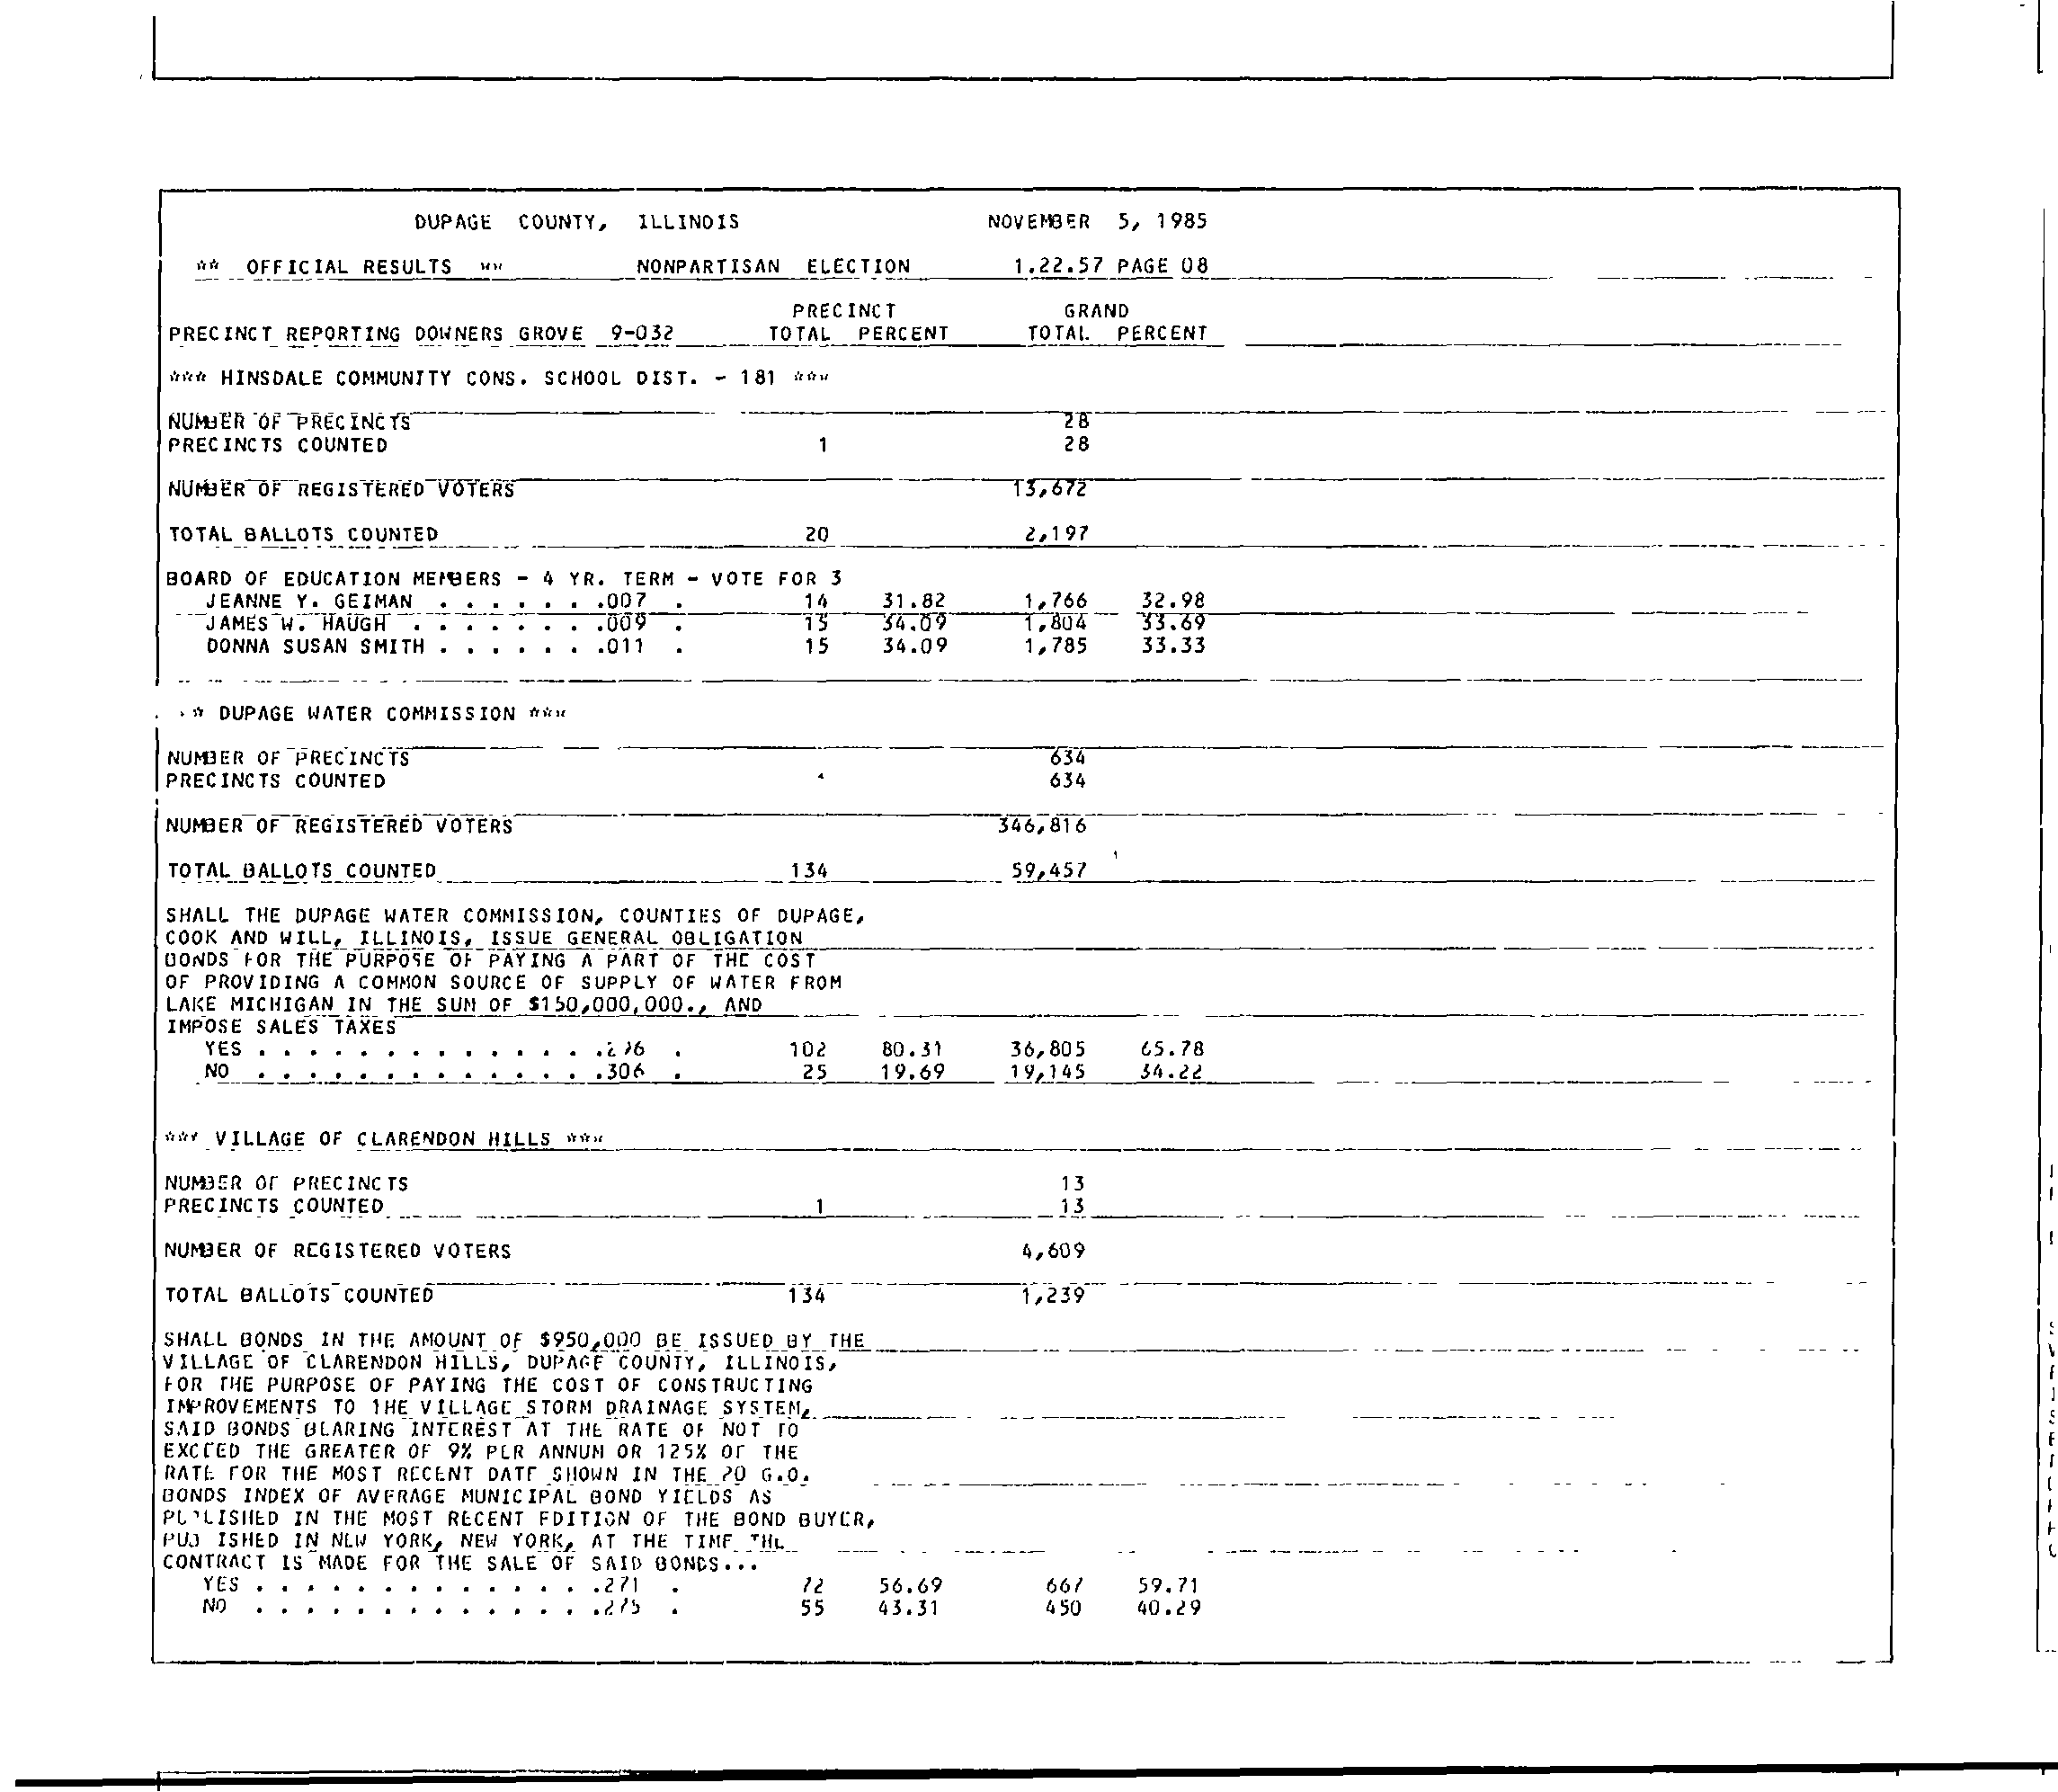 DUPAGE COUNTY, ILLINOIS NOVEMBER 5, 1985
** OFFICIAL RESULTS ** NONPARTISAN ELECTION 1.22.57 PAGE 08
PRECINCT GRAND
PRECINCT REPORTING DOWNERS GROVE 9-032 TOTAL PERCENT TOTAL PERCENT
*** HINSDALE COMMUNITY CONS. SCHOOL DIST. - 181 ***
NUMBER OF PRECINCTS 28
PRECINCTS COUNTED 1 28
NUMBER OF REGISTERED VOTERS 13,672
TOTAL BALLOTS COUNTED 20 2,197
BOARD OF EDUCATION MEMBERS - 4 YR. TERM - VOTE FOR 3
JEANNE Y. GEIMAN . . . . . . .007 . 14 31.82 1,766 32.98
JAMES W. HAUGH . . . . . . . .009 . 15 34.09 1,804 33.69
DONNA SUSAN SMITH . . . . . . .011 . 15 34.09 1,785 33.33
* DUPAGE WATER COMMISSION ***
NUMBER OF PRECINCTS 634
PRECINCTS COUNTED 634
NUMBER OF REGISTERED VOTERS 346,816
TOTAL BALLOTS COUNTED 134 59,457
SHALL THE DUPAGE WATER COMMISSION, COUNTIES OF DUPAGE,
COOK AND WILL, ILLINOIS, ISSUE GENERAL OBLIGATION
BONDS FOR THE PURPOSE OF PAYING A PART OF THE COST
OF PROVIDING A COMMON SOURCE OF SUPPLY OF WATER FROM
LAKE MICHIGAN IN THE SUM OF $150,000,000., AND
IMPOSE SALES TAXES
YES . . . . . . . . . . . . . . 102 80.31 36,805 65.78
NO . . . . . . . . . . . . . .306 . 25 19.69 19,145 34.22
*** VILLAGE OF CLARENDON HILLS ***
NUMBER OF PRECINCTS 13
PRECINCTS COUNTED 1 13
NUMBER OF REGISTERED VOTERS 4,609
TOTAL BALLOTS COUNTED 134 1,239
SHALL BONDS IN THE AMOUNT OF $950,000 BE ISSUED BY THE
VILLAGE OF CLARENDON HILLS, DUPAGE COUNTY, ILLINOIS,
FOR THE PURPOSE OF PAYING THE COST OF CONSTRUCTING
IMPROVEMENTS TO THE VILLAGE STORM DRAINAGE SYSTEM,
SAID BONDS BEARING INTEREST AT THE RATE OF NOT TO
EXCEED THE GREATER OF 9% PER ANNUM OR 125% OF THE
RATE FOR THE MOST RECENT DATE SHOWN IN THE 20 G.O.
BONDS INDEX OF AVERAGE MUNICIPAL BOND YIELDS AS
PUBLISHED IN THE MOST RECENT EDITION OF THE BOND BUYER,
PUBLISHED IN NEW YORK, NEW YORK, AT THE TIME THE
CONTRACT IS MADE FOR THE SALE OF SAID BONDS...
YES . . . . . . . . . . . . . .271 . 72 56.69 667 59.71
NO . . . . . . . . . . . . . .275 . 55 43.31 450 40.29